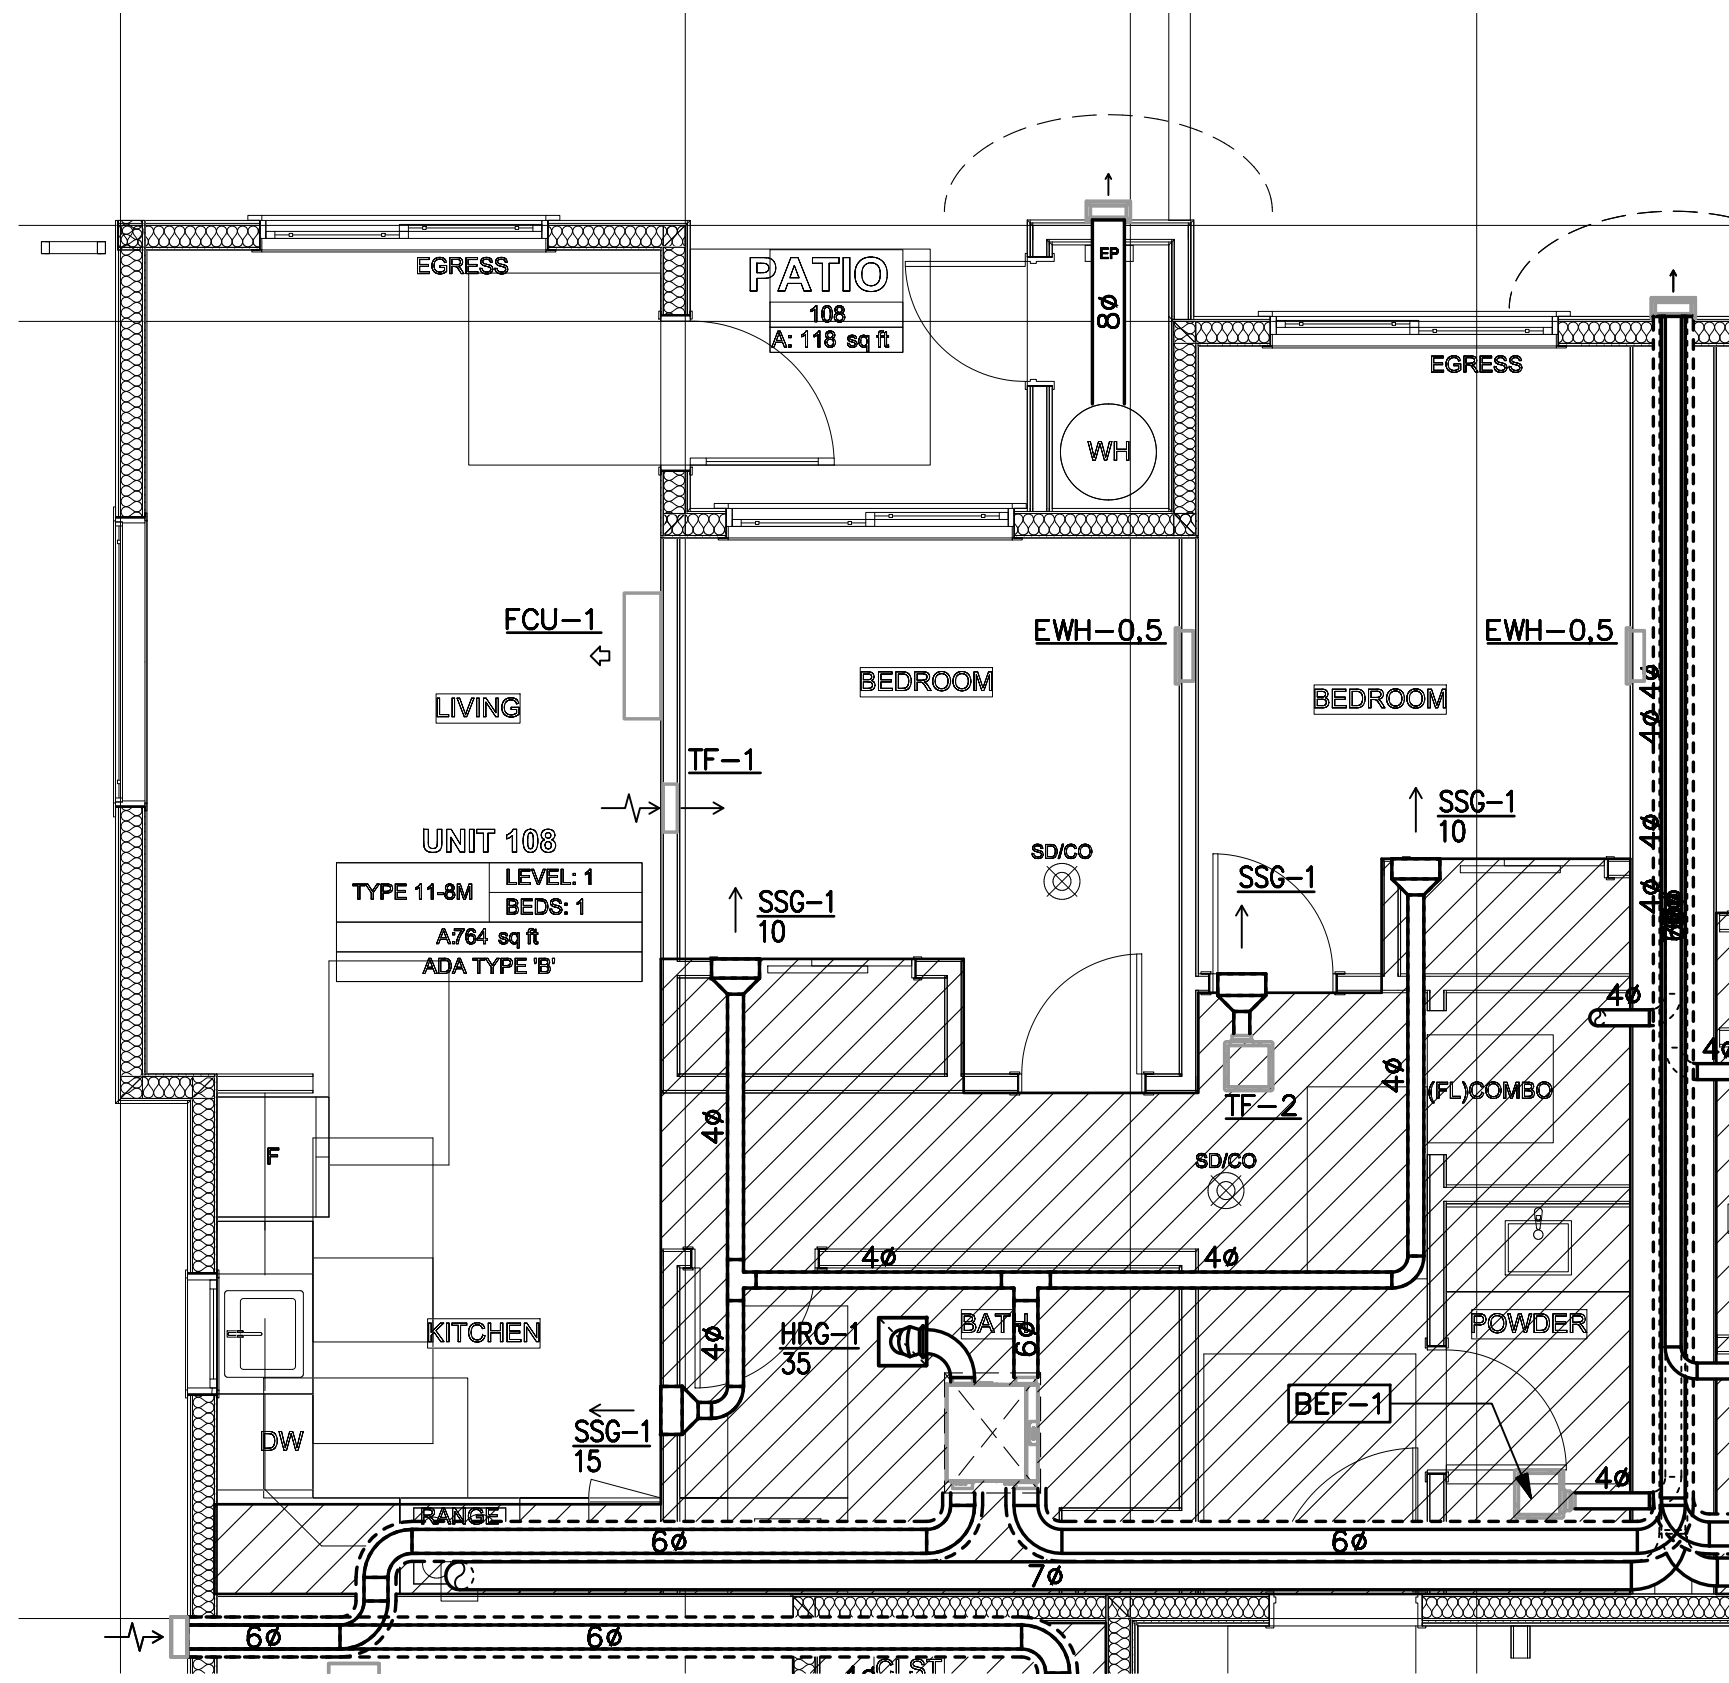 EGRESS
PATIO
108
A: 118 sq ft
EP
8ø
EGRESS
WH
FCU-1
EWH-0.5
EWH-0.5
BEDROOM
BEDROOM
LIVING
4ø
4ø
TF-1
SSG-1
10
4ø
UNIT 108
TYPE 11-8M
LEVEL: 1
BEDS: 1
A:764 sq ft
ADA TYPE 'B'
SD/CO
SSG-1
SSG-1
10
4ø
4ø
4ø
4ø
(FL)COMBO
TF-2
4ø
F
SD/CO
4ø
4ø
KITCHEN
4ø
HRG-1
35
BATH
6ø
POWDER
BEF-1
DW
SSG-1
15
4ø
RANGE
6ø
6ø
7ø
6ø
6ø
CLST